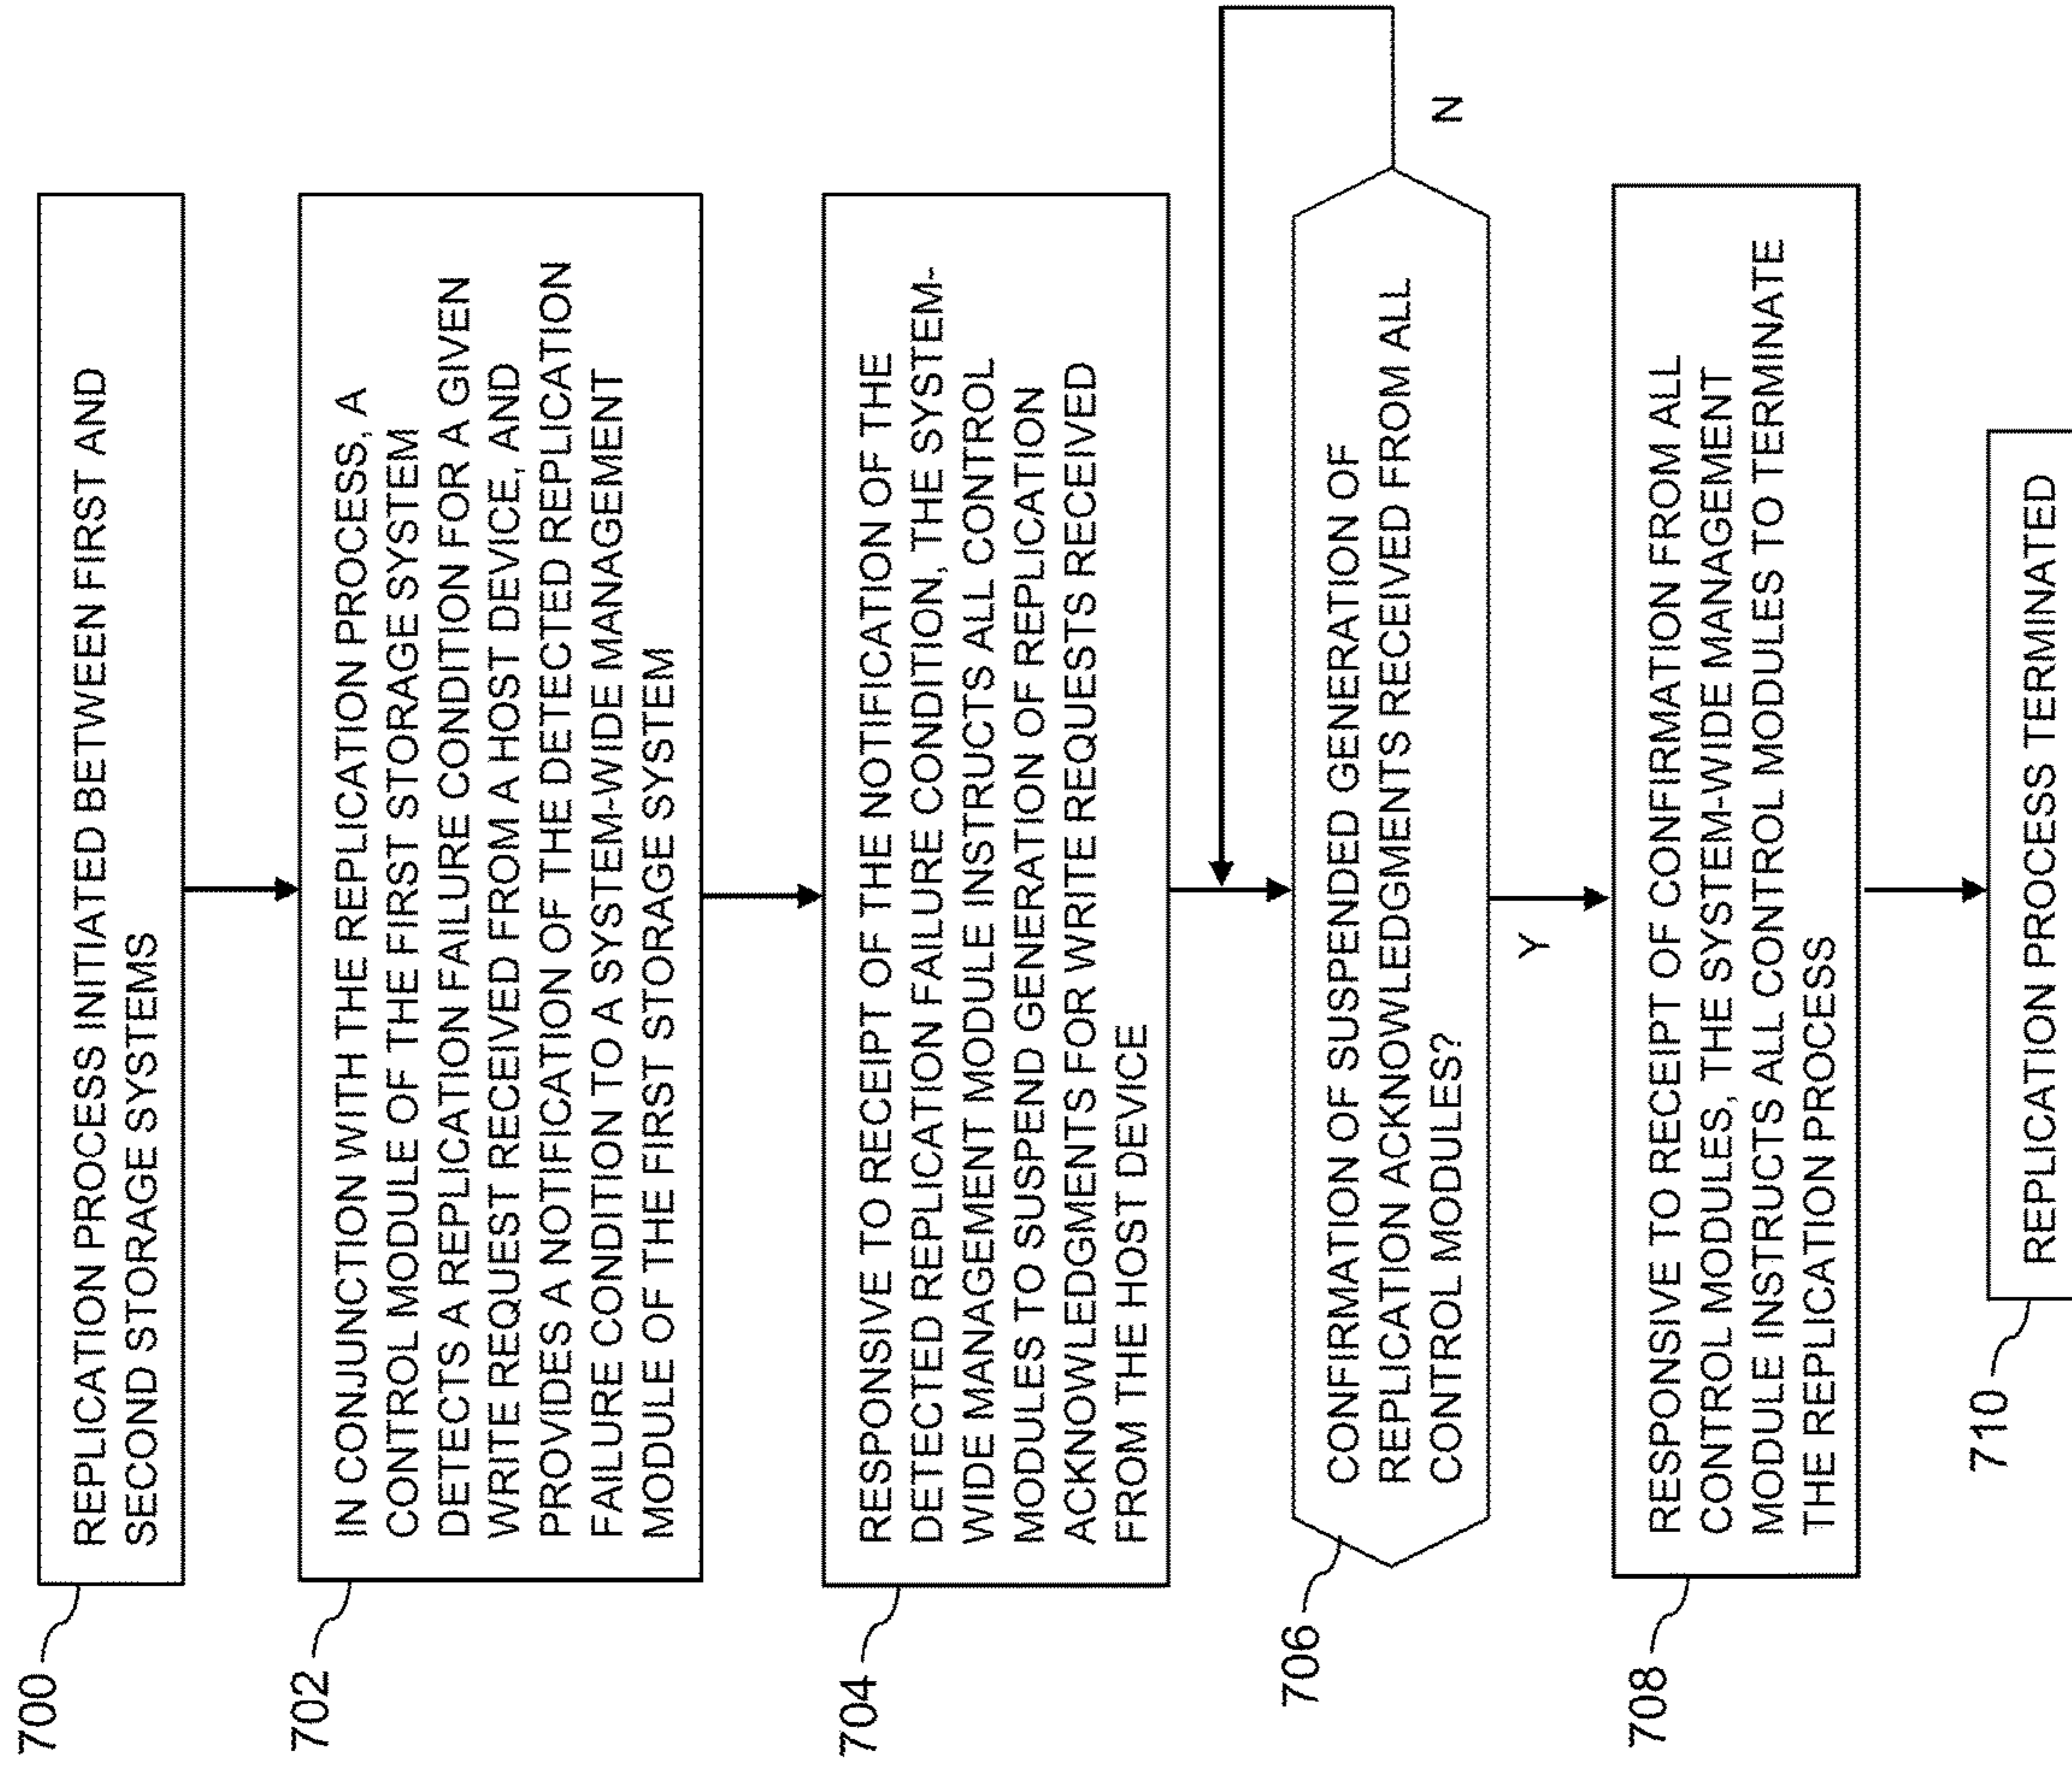 700
REPLICATION PROCESS INITIATED BETWEEN FIRST AND
SECOND STORAGE SYSTEMS
702
IN CONJUNCTION WITH THE REPLICATION PROCESS, A
CONTROL MODULE OF THE FIRST STORAGE SYSTEM
DETECTS A REPLICATION FAILURE CONDITION FOR A GIVEN
WRITE REQUEST RECEIVED FROM A HOST DEVICE, AND
PROVIDES A NOTIFICATION OF THE DETECTED REPLICATION
FAILURE CONDITION TO A SYSTEM-WIDE MANAGEMENT
MODULE OF THE FIRST STORAGE SYSTEM
704
RESPONSIVE TO RECEIPT OF THE NOTIFICATION OF THE
DETECTED REPLICATION FAILURE CONDITION, THE SYSTEM-
WIDE MANAGEMENT MODULE INSTRUCTS ALL CONTROL
MODULES TO SUSPEND GENERATION OF REPLICATION
ACKNOWLEDGMENTS FOR WRITE REQUESTS RECEIVED
FROM THE HOST DEVICE
706
CONFIRMATION OF SUSPENDED GENERATION OF
REPLICATION ACKNOWLEDGMENTS RECEIVED FROM ALL
CONTROL MODULES?
N
Y
708
RESPONSIVE TO RECEIPT OF CONFIRMATION FROM ALL
CONTROL MODULES, THE SYSTEM-WIDE MANAGEMENT
MODULE INSTRUCTS ALL CONTROL MODULES TO TERMINATE
THE REPLICATION PROCESS
710
REPLICATION PROCESS TERMINATED